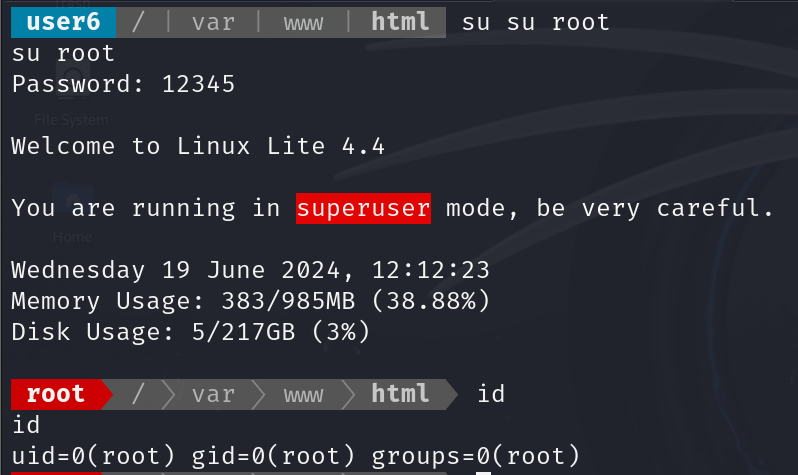 user6 / | var | www | html su su root
su root
Password: 12345
File System
Welcome to Linux Lite 4.4
You are running in superuser mode, be very careful.
Home
Wednesday 19 June 2024, 12:12:23
Memory Usage: 383/985MB (38.88%)
Disk Usage: 5/217GB (3%)
root / var www html id
id
uid=0(root) gid=0(root) groups=0(root)